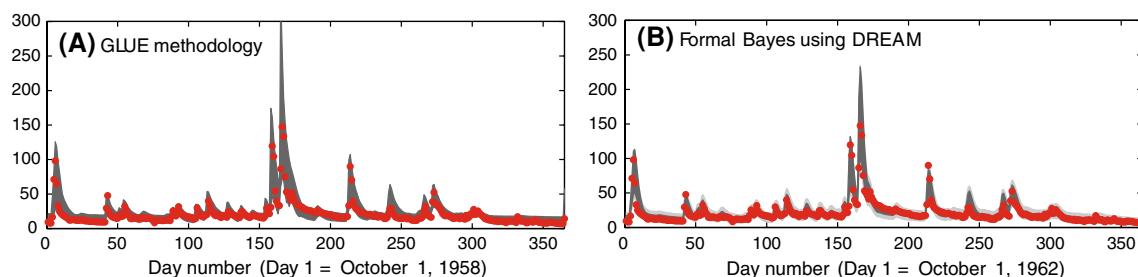 (A) GLUE methodology
300
250
200
150
100
50
0
0 50 100 150 200 250 300 350
Day number (Day 1 = October 1, 1958)
(B) Formal Bayes using DREAM
300
250
200
150
100
50
0
0 50 100 150 200 250 300 350
Day number (Day 1 = October 1, 1962)